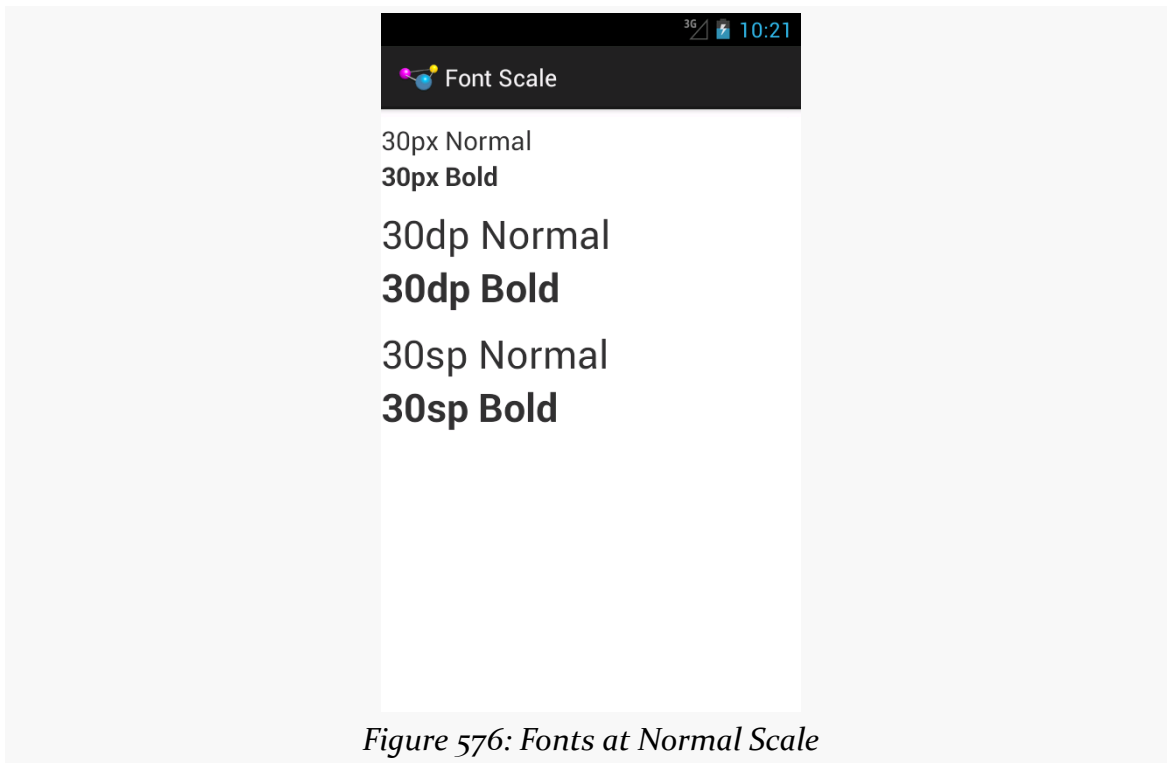 3G 10:21
Font Scale
30px Normal
30px Bold
30dp Normal
30dp Bold
30sp Normal
30sp Bold
Figure 576: Fonts at Normal Scale